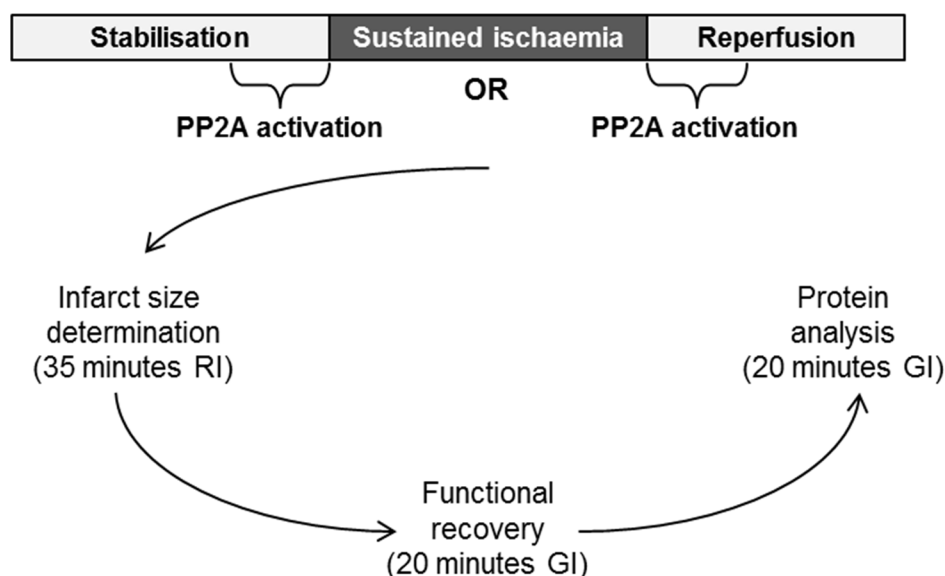 Stabilisation Sustained ischaemia Reperfusion
OR
PP2A activation PP2A activation
Infarct size
determination
(35 minutes RI)
Functional
recovery
(20 minutes GI)
Protein
analysis
(20 minutes GI)